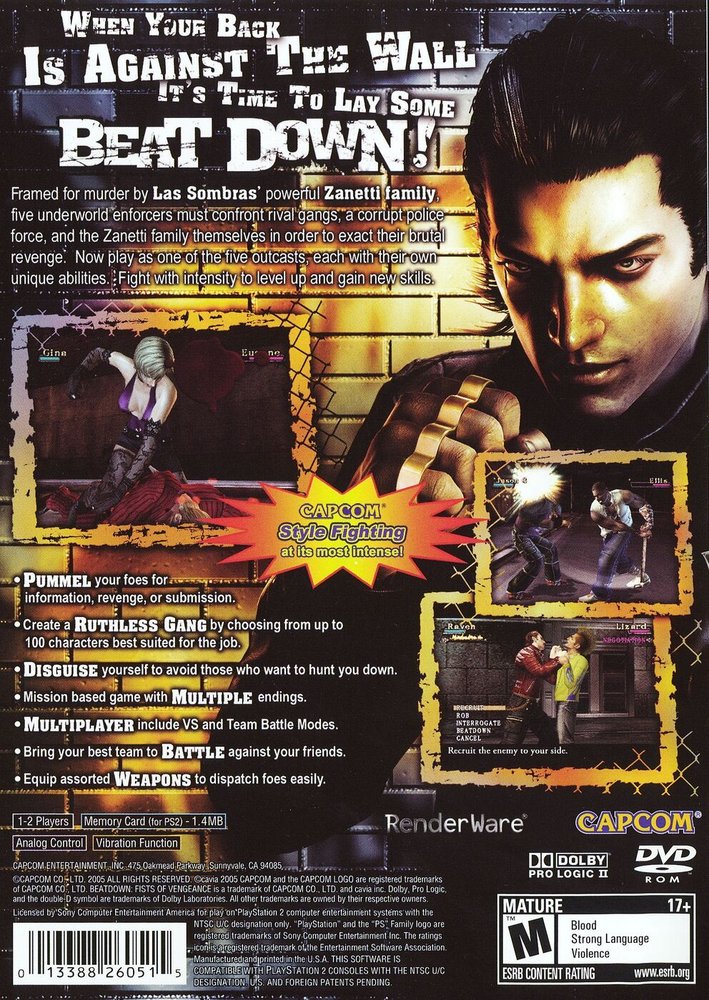 WHEN YOUR BACK
IS AGAINST THE WALL
IT'S TIME TO LAY SOME
BEAT DOWN!
Framed for murder by Las Sombras' powerful Zanetti family,
five underworld enforcers must confront rival gangs, a corrupt police
force, and the Zanetti family themselves in order to exact their brutal
revenge. Now play as one of the five outcasts, each with their own
unique abilities. Fight with intensity to level up and gain new skills.
Gina
Eugene
CAPCOM®
Style Fighting
at its most intense!
Jason G
Ellis
Raven
Lizard
NEGOTIATION
RECRUIT
ROB
INTERROGATE
BEATDOWN
CANCEL
Recruit the enemy to your side.
• PUMMEL your foes for
information, revenge, or submission.
• Create a RUTHLESS GANG by choosing from up to
100 characters best suited for the job.
• DISGUISE yourself to avoid those who want to hunt you down.
• Mission based game with MULTIPLE endings.
• MULTIPLAYER include VS and Team Battle Modes.
• Bring your best team to BATTLE against your friends.
• Equip assorted WEAPONS to dispatch foes easily.
1-2 Players
Memory Card (for PS2) - 1.4MB
Analog Control
Vibration Function
RenderWare®
CAPCOM®
DOLBY
PRO LOGIC II
DVD
ROM
CAPCOM ENTERTAINMENT, INC. 475 Oakmead Parkway, Sunnyvale, CA 94085
©CAPCOM CO., LTD. 2005 ALL RIGHTS RESERVED. ©cavia 2005 CAPCOM and the CAPCOM LOGO are registered trademarks
of CAPCOM CO., LTD. BEATDOWN: FISTS OF VENGEANCE is a trademark of CAPCOM CO., LTD. and cavia inc. Dolby, Pro Logic,
and the double-D symbol are trademarks of Dolby Laboratories. All other trademarks are owned by their respective owners.
Licensed by Sony Computer Entertainment America for play on PlayStation 2 computer entertainment systems with the
NTSC U/C designation only. "PlayStation" and the "PS" Family logo are
registered trademarks of Sony Computer Entertainment Inc. The ratings
icon is a registered trademark of the Entertainment Software Association.
Manufactured and printed in the U.S.A. THIS SOFTWARE IS
COMPATIBLE WITH PLAYSTATION 2 CONSOLES WITH THE NTSC U/C
DESIGNATION. U.S. AND FOREIGN PATENTS PENDING.
0 13388 26051 5
MATURE 17+
M
TM
Blood
Strong Language
Violence
ESRB CONTENT RATING www.esrb.org